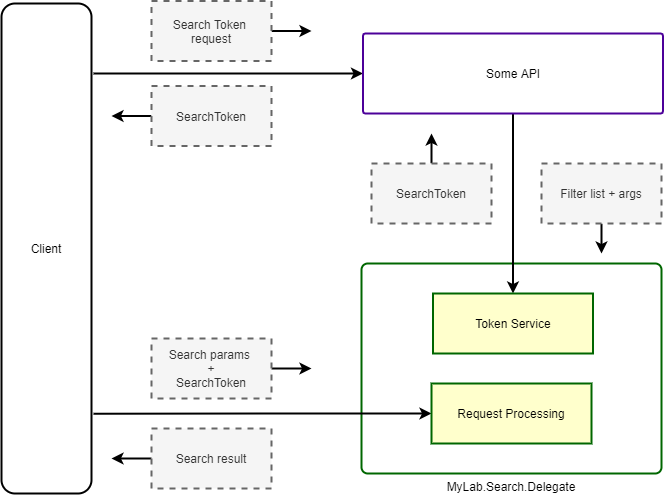 Search Token
request
Some API
SearchToken
SearchToken
Filter list + args
Client
Token Service
Search params
+
SearchToken
Request Processing
Search result
MyLab.Search.Delegate